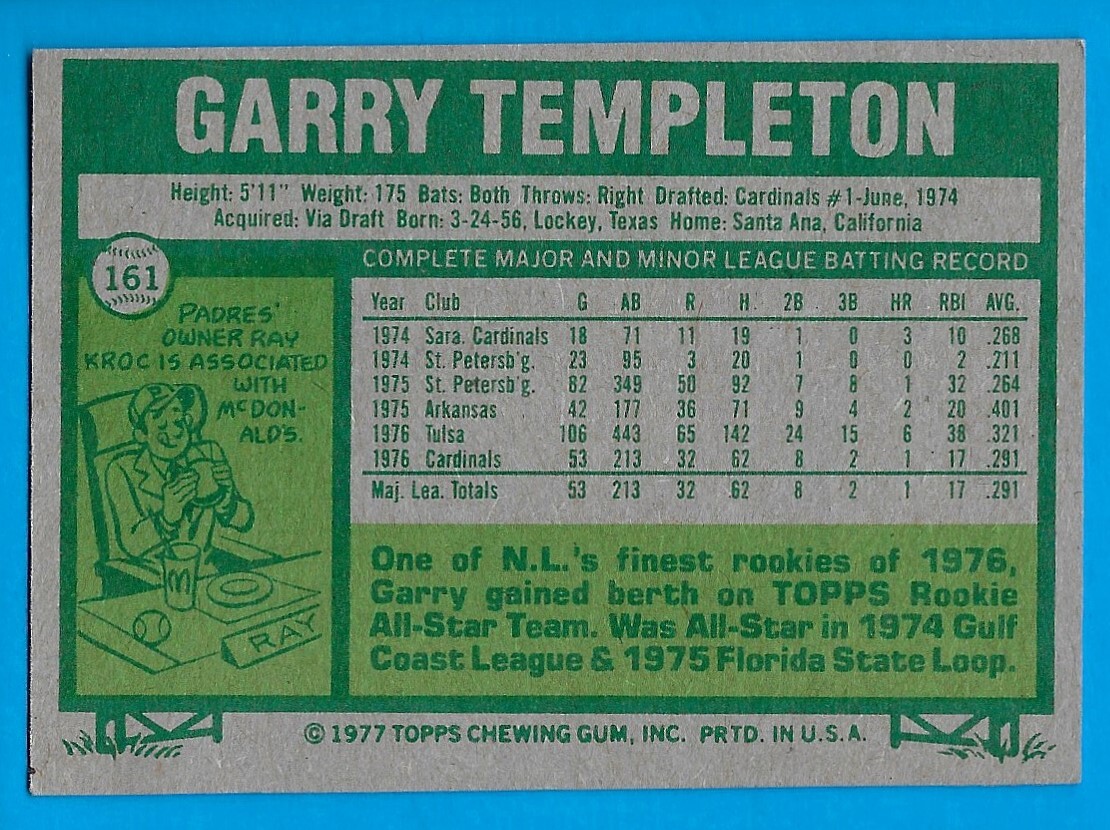 GARRY TEMPLETON
Height: 5'11" Weight: 175 Bats: Both Throws: Right Drafted: Cardinals #1-June, 1974
Acquired: Via Draft Born: 3-24-56, Lockey, Texas Home: Santa Ana, California
161
PADRES'
OWNER RAY
KROC IS ASSOCIATED
WITH
McDON-
ALD'S.
M
RAY
COMPLETE MAJOR AND MINOR LEAGUE BATTING RECORD
Year Club G AB R H 2B 3B HR RBI AVG.
1974 Sara. Cardinals 18 71 11 19 1 0 3 10 .268
1974 St. Petersb'g. 23 95 3 20 1 0 0 2 .211
1975 St. Petersb'g. 82 349 50 92 7 8 1 32 .264
1975 Arkansas 42 177 36 71 9 4 2 20 .401
1976 Tulsa 106 443 65 142 24 15 6 38 .321
1976 Cardinals 53 213 32 62 8 2 1 17 .291
Maj. Lea. Totals 53 213 32 62 8 2 1 17 .291
One of N.L.'s finest rookies of 1976,
Garry gained berth on TOPPS Rookie
All-Star Team. Was All-Star in 1974 Gulf
Coast League & 1975 Florida State Loop.
© 1977 TOPPS CHEWING GUM, INC. PRTD. IN U.S.A.